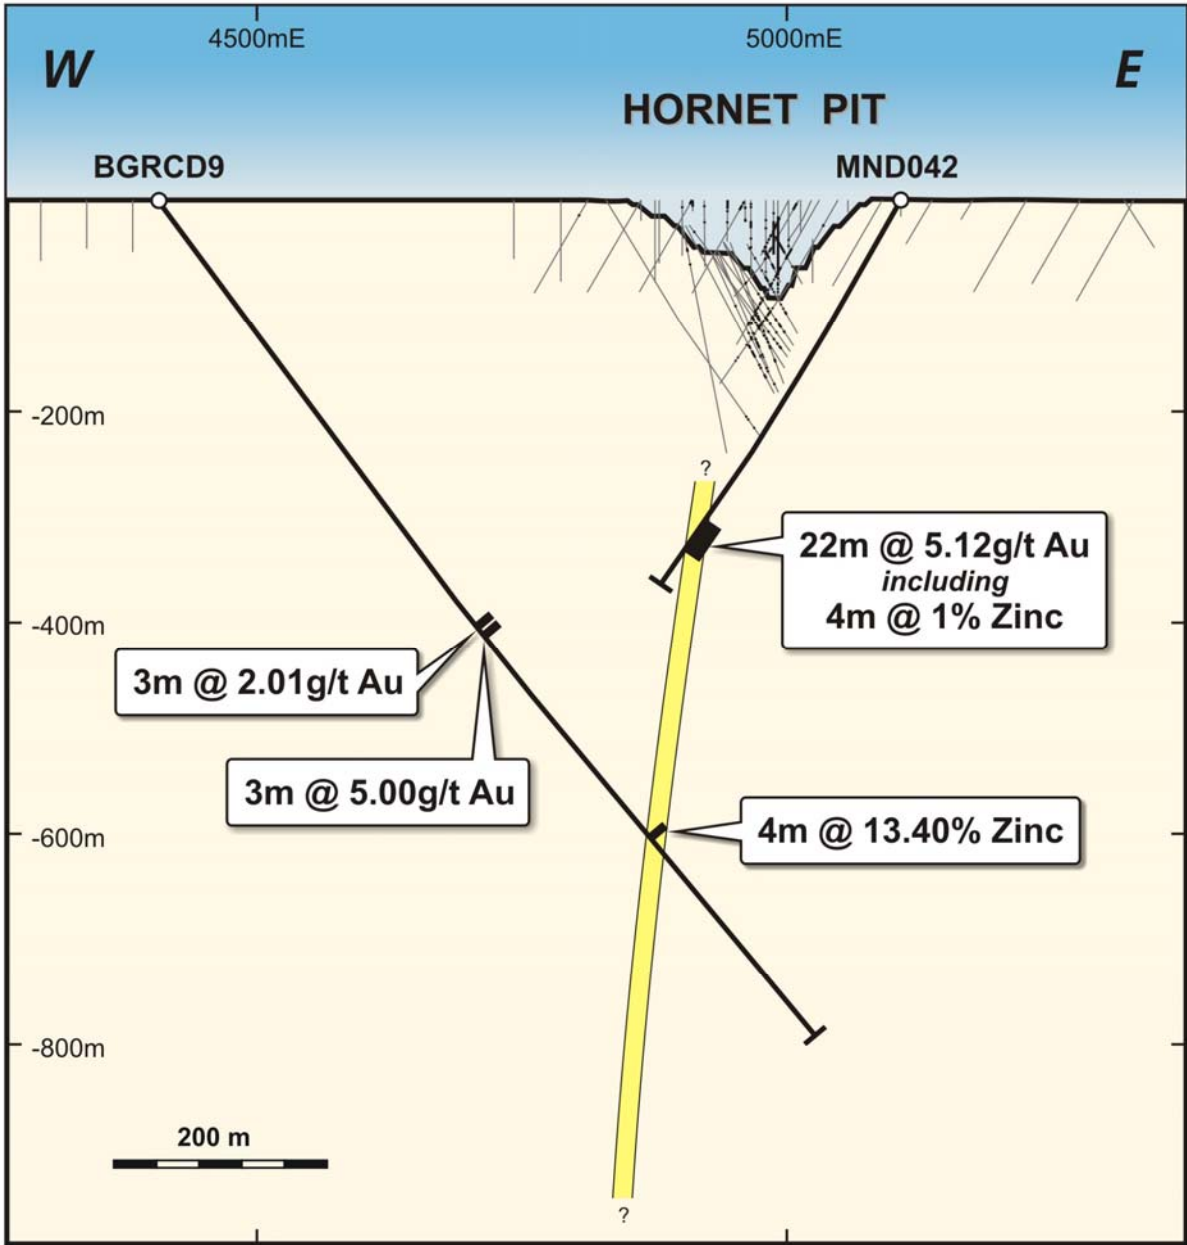 4500mE
5000mE
W
E
HORNET PIT
BGRCD9
MND042
-200m
?
22m @ 5.12g/t Au
including
4m @ 1% Zinc
-400m
3m @ 2.01g/t Au
3m @ 5.00g/t Au
4m @ 13.40% Zinc
-600m
-800m
200 m
?